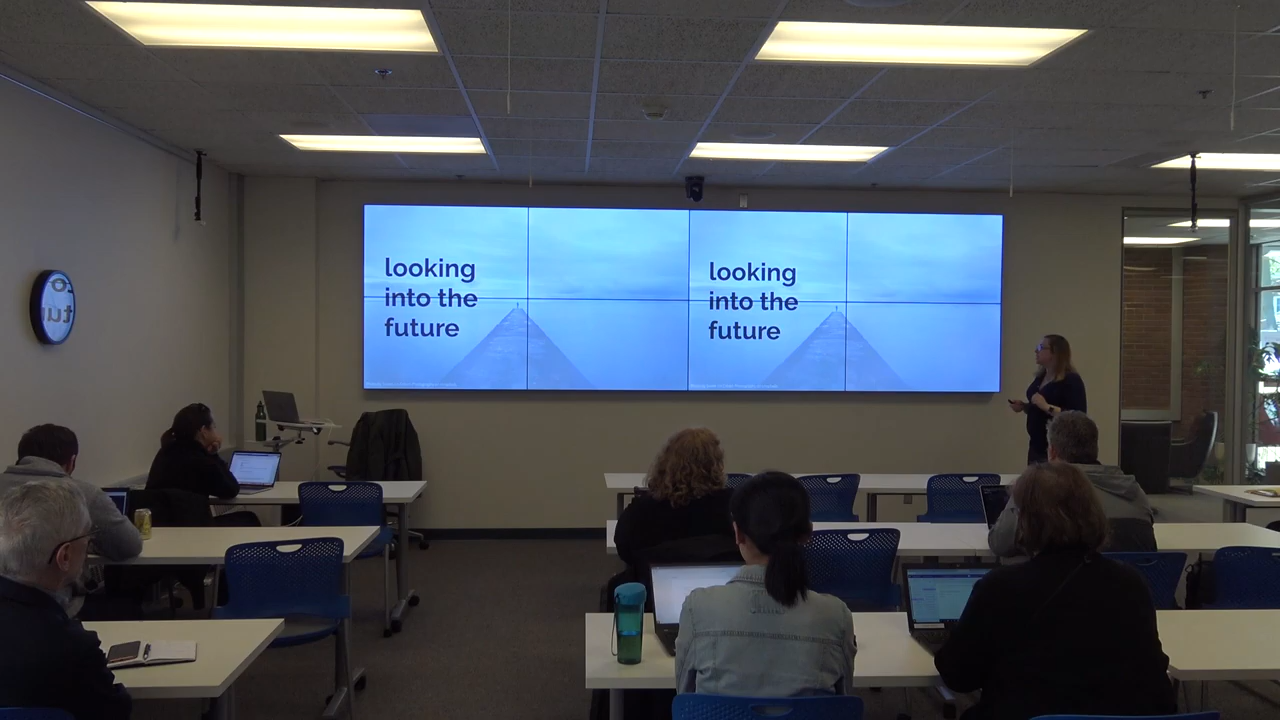 looking
into the
future
looking
into the
future